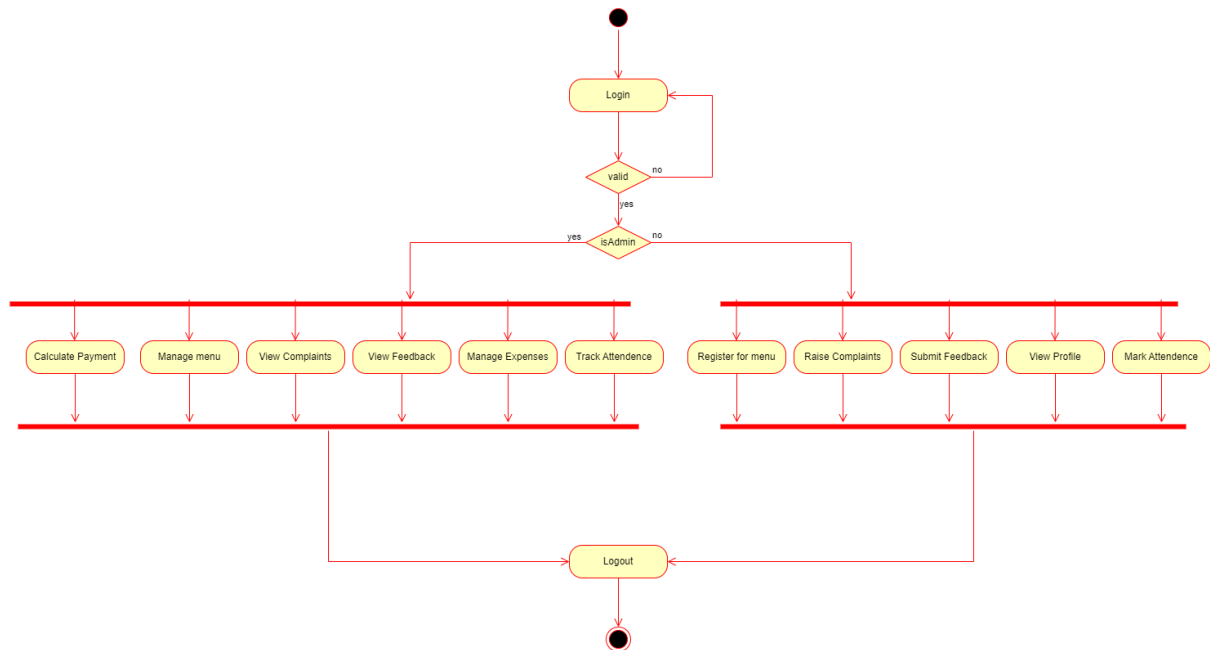 Login
valid
no
yes
isAdmin
yes
no
Calculate Payment
Manage menu
View Complaints
View Feedback
Manage Expenses
Track Attendence
Register for menu
Raise Complaints
Submit Feedback
View Profile
Mark Attendence
Logout